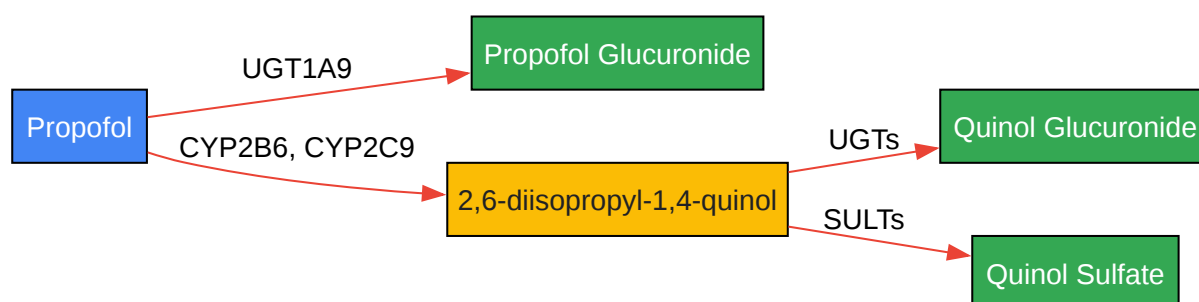 UGT1A9
Propofol Glucuronide
Propofol
CYP2B6, CYP2C9
2,6-diisopropyl-1,4-quinol
UGTs
Quinol Glucuronide
SULTs
Quinol Sulfate